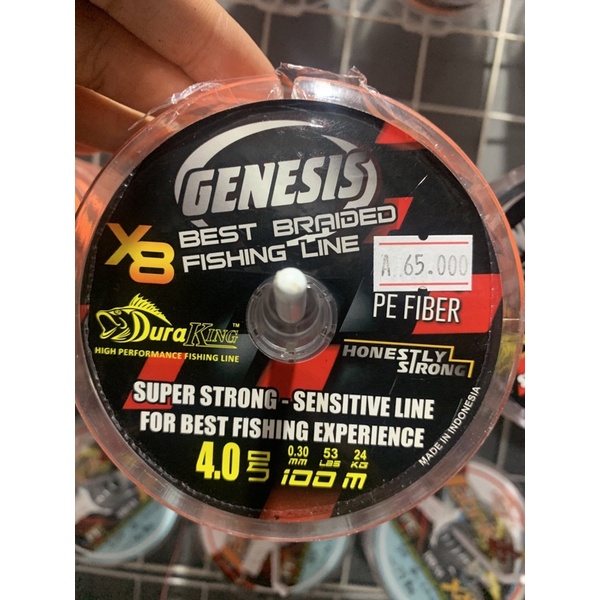 GENESIS
X8 BEST BRAIDED
FISHING LINE
A 65.000
PE FIBER
DuraKING™
HIGH PERFORMANCE FISHING LINE
HONESTLY
STRONG
SUPER STRONG - SENSITIVE LINE
FOR BEST FISHING EXPERIENCE
4.0 0.30 MM 53 LBS 24 KG
100 m
MADE IN INDONESIA